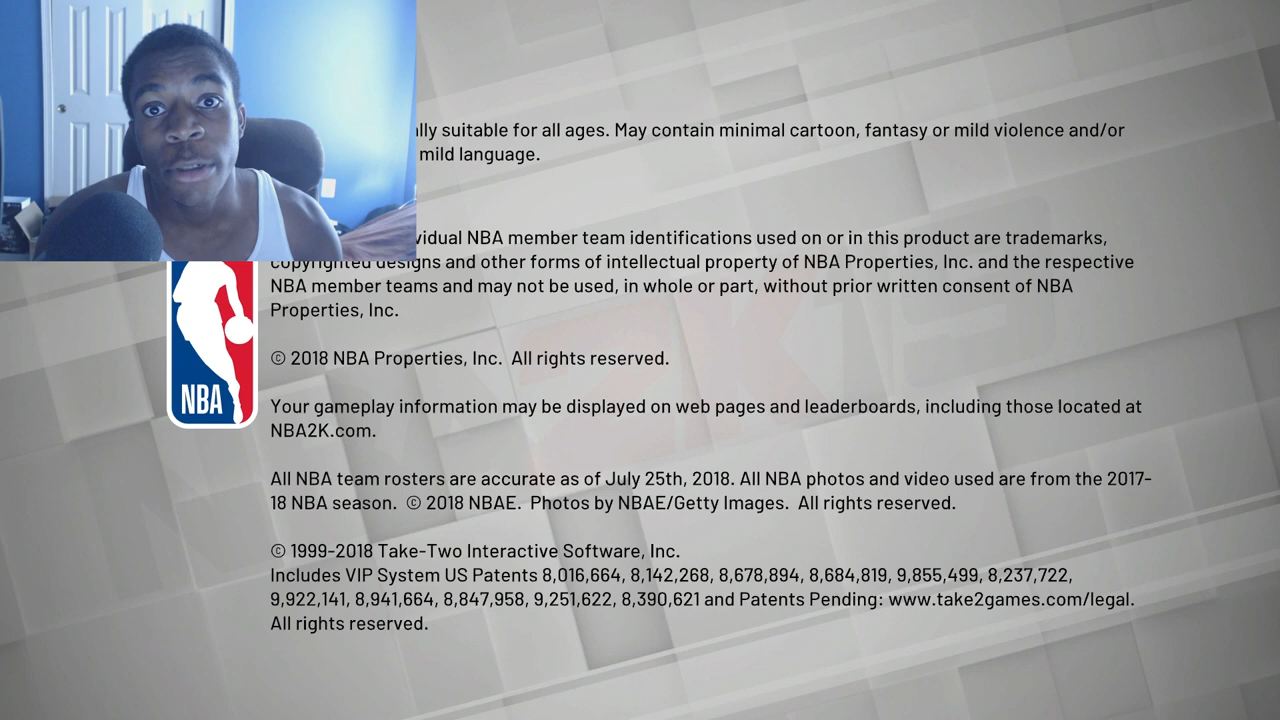 lly suitable for all ages. May contain minimal cartoon, fantasy or mild violence and/or
mild language.
vidual NBA member team identifications used on or in this product are trademarks,
copyrighted designs and other forms of intellectual property of NBA Properties, Inc. and the respective
NBA member teams and may not be used, in whole or part, without prior written consent of NBA
Properties, Inc.
© 2018 NBA Properties, Inc.  All rights reserved.
NBA
Your gameplay information may be displayed on web pages and leaderboards, including those located at
NBA2K.com.
All NBA team rosters are accurate as of July 25th, 2018. All NBA photos and video used are from the 2017-
18 NBA season.  © 2018 NBAE.  Photos by NBAE/Getty Images.  All rights reserved.
© 1999-2018 Take-Two Interactive Software, Inc.
Includes VIP System US Patents 8,016,664, 8,142,268, 8,678,894, 8,684,819, 9,855,499, 8,237,722,
9,922,141, 8,941,664, 8,847,958, 9,251,622, 8,390,621 and Patents Pending: www.take2games.com/legal.
All rights reserved.